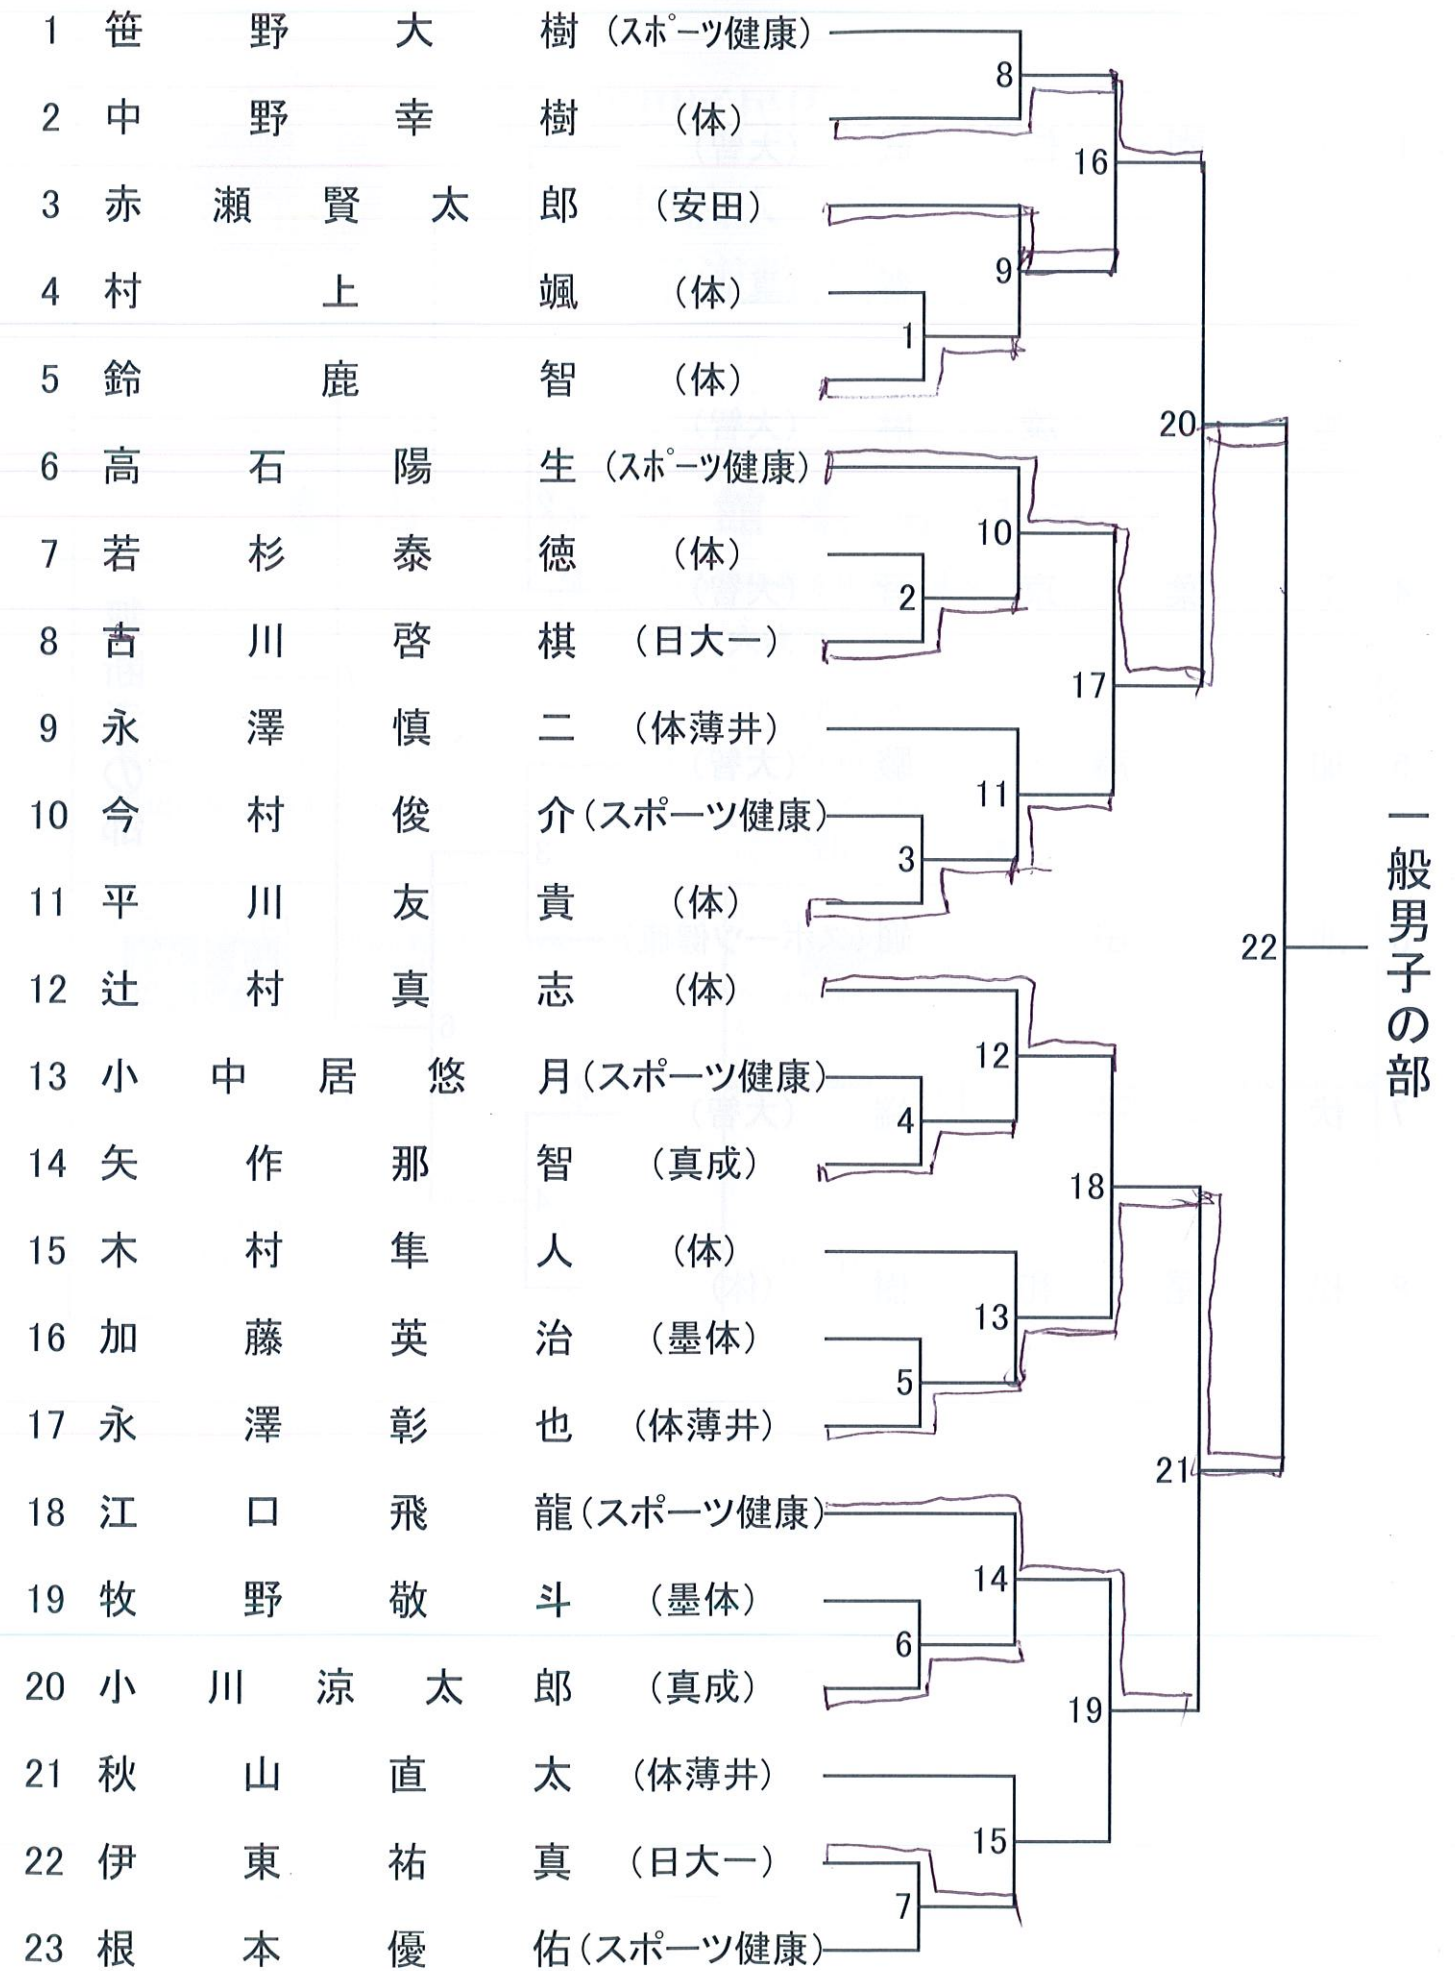 1 笹野大樹 (スポーツ健康)
8
2 中野幸樹 (体)
16
3 赤瀬賢太郎 (安田)
9
4 村上颯 (体)
1
5 鈴鹿智 (体)
20
6 高石陽生 (スポーツ健康)
10
7 若杉泰徳 (体)
2
8 古川啓棋 (日大一)
17
9 永澤慎二 (体薄井)
11
10 今村俊介 (スポーツ健康)
3
11 平川友貴 (体)
22
12 辻村真志 (体)
12
13 小中居悠月 (スポーツ健康)
4
14 矢作那智 (真成)
18
15 木村隼人 (体)
13
16 加藤英治 (墨体)
5
17 永澤彰也 (体薄井)
21
18 江口飛龍 (スポーツ健康)
14
19 牧野敬斗 (墨体)
6
20 小川涼太郎 (真成)
19
21 秋山直太 (体薄井)
15
22 伊東祐真 (日大一)
7
23 根本優佑 (スポーツ健康)
一般男子の部